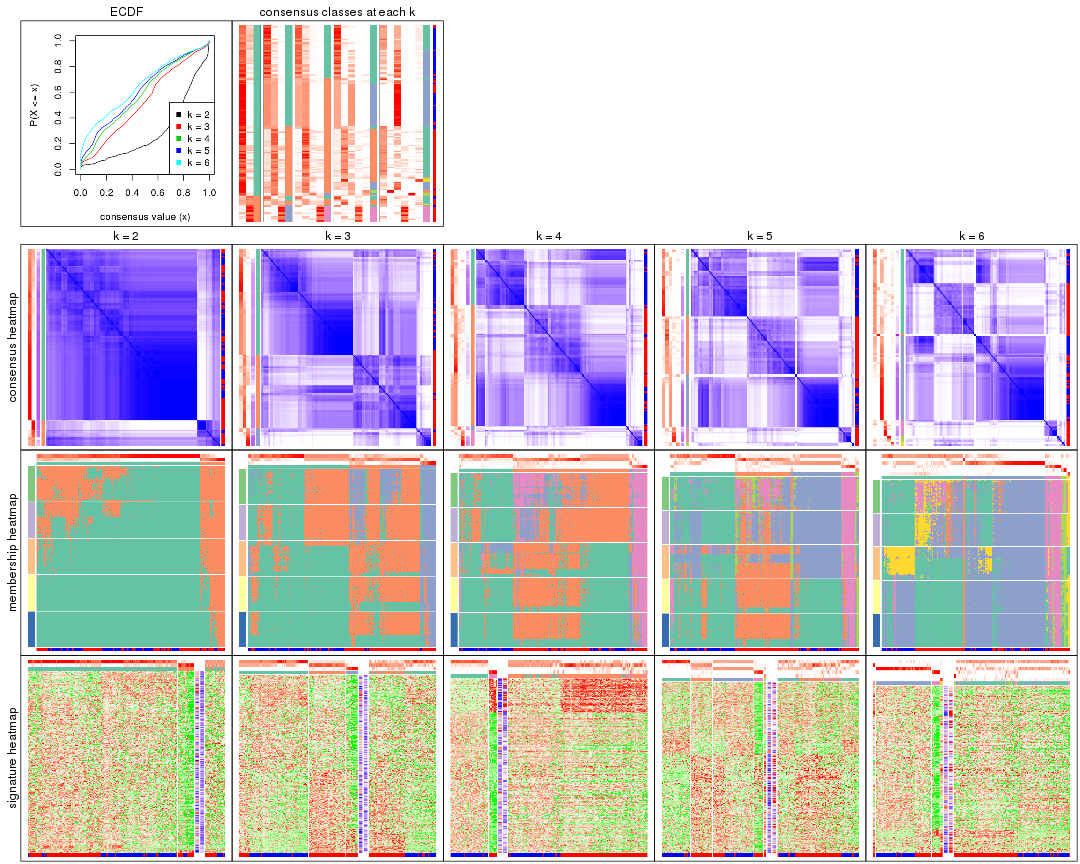 ECDF
consensus classes at each k
P(X <= x)
0.0 0.2 0.4 0.6 0.8 1.0
k = 2
k = 3
k = 4
k = 5
k = 6
0.0 0.2 0.4 0.6 0.8 1.0
consensus value (x)
k = 2
k = 3
k = 4
k = 5
k = 6
consensus heatmap
membership heatmap
signature heatmap